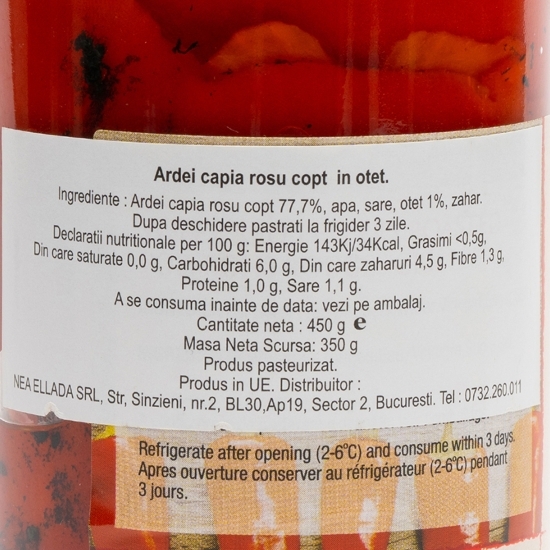 Ardei capia rosu copt in otet.
Ingrediente : Ardei capia rosu copt 77,7%, apa, sare, otet 1%, zahar.
Dupa deschidere pastrati la frigider 3 zile.
Declaratii nutritionale per 100 g: Energie 143Kj/34Kcal, Grasimi <0,5g,
Din care saturate 0,0 g, Carbohidrati 6,0 g, Din care zaharuri 4,5 g, Fibre 1,3 g,
Proteine 1,0 g, Sare 1,1 g.
A se consuma inainte de data: vezi pe ambalaj.
Cantitate neta : 450 g e
Masa Neta Scursa: 350 g
Produs pasteurizat.
Produs in UE. Distribuitor :
NEA ELLADA SRL, Str, Sinzieni, nr.2, BL30,Ap19, Sector 2, Bucuresti. Tel : 0732.260.011
Refrigerate after opening (2-6°C) and consume within 3 days.
Apres ouverture conserver au réfrigérateur (2-6°C) pendant
3 jours.